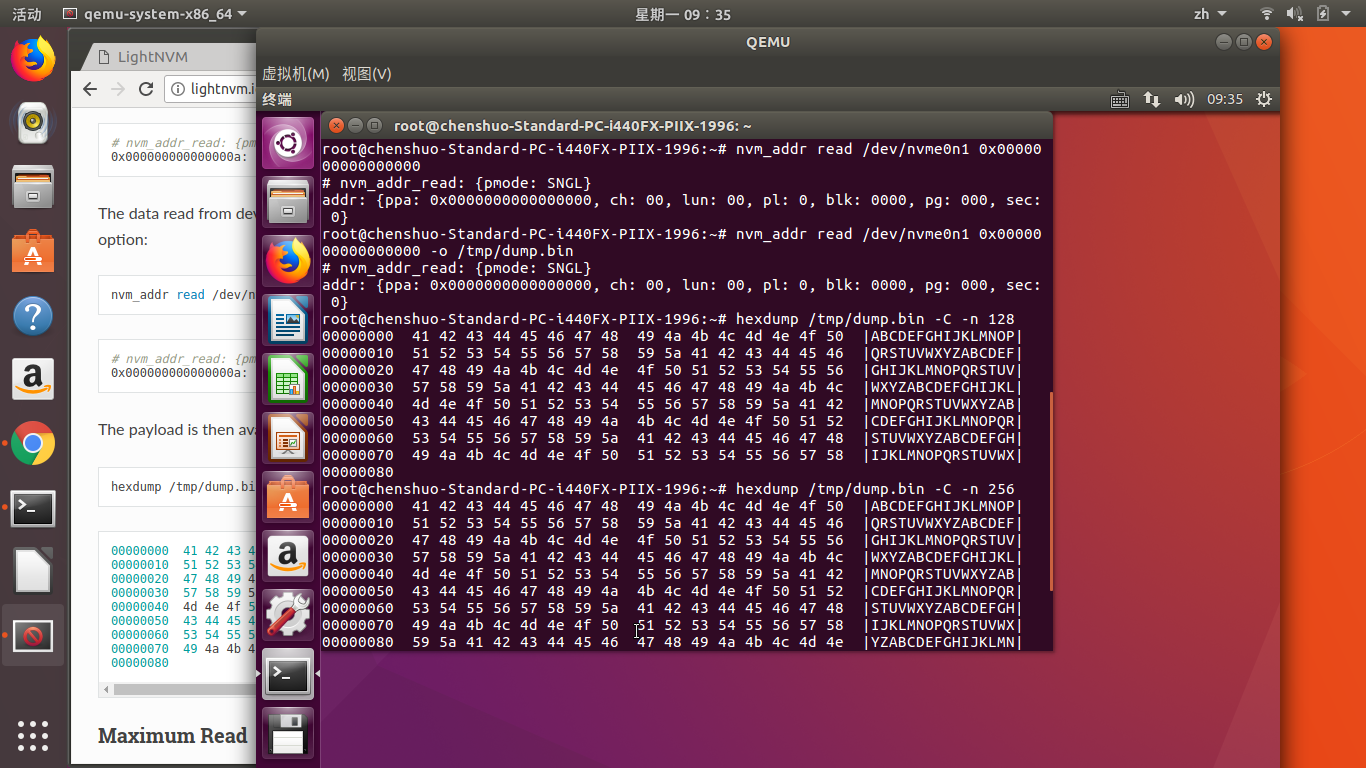 活动 qemu-system-x86_64 星期一 09：35 zh
LightNVM
lightnvm.i
# nvm_addr_read: {pm
0x000000000000000a:
The data read from dev
option:
nvm_addr read /dev/n
# nvm_addr_read: {pm
0x000000000000000a:
The payload is then ava
hexdump /tmp/dump.bi
00000000 41 42 43 4
00000010 51 52 53 5
00000020 47 48 49 4
00000030 57 58 59 5
00000040 4d 4e 4f 5
00000050 43 44 45 4
00000060 53 54 55 5
00000070 49 4a 4b 4
00000080
Maximum Read
QEMU
虚拟机(M) 视图(V)
终端 09:35
root@chenshuo-Standard-PC-i440FX-PIIX-1996: ~
root@chenshuo-Standard-PC-i440FX-PIIX-1996:~# nvm_addr read /dev/nvme0n1 0x00000
00000000000
# nvm_addr_read: {pmode: SNGL}
addr: {ppa: 0x0000000000000000, ch: 00, lun: 00, pl: 0, blk: 0000, pg: 000, sec:
0}
root@chenshuo-Standard-PC-i440FX-PIIX-1996:~# nvm_addr read /dev/nvme0n1 0x00000
00000000000 -o /tmp/dump.bin
# nvm_addr_read: {pmode: SNGL}
addr: {ppa: 0x0000000000000000, ch: 00, lun: 00, pl: 0, blk: 0000, pg: 000, sec:
0}
root@chenshuo-Standard-PC-i440FX-PIIX-1996:~# hexdump /tmp/dump.bin -C -n 128
00000000 41 42 43 44 45 46 47 48 49 4a 4b 4c 4d 4e 4f 50 |ABCDEFGHIJKLMNOP|
00000010 51 52 53 54 55 56 57 58 59 5a 41 42 43 44 45 46 |QRSTUVWXYZABCDEF|
00000020 47 48 49 4a 4b 4c 4d 4e 4f 50 51 52 53 54 55 56 |GHIJKLMNOPQRSTUV|
00000030 57 58 59 5a 41 42 43 44 45 46 47 48 49 4a 4b 4c |WXYZABCDEFGHIJKL|
00000040 4d 4e 4f 50 51 52 53 54 55 56 57 58 59 5a 41 42 |MNOPQRSTUVWXYZAB|
00000050 43 44 45 46 47 48 49 4a 4b 4c 4d 4e 4f 50 51 52 |CDEFGHIJKLMNOPQR|
00000060 53 54 55 56 57 58 59 5a 41 42 43 44 45 46 47 48 |STUVWXYZABCDEFGH|
00000070 49 4a 4b 4c 4d 4e 4f 50 51 52 53 54 55 56 57 58 |IJKLMNOPQRSTUVWX|
00000080
root@chenshuo-Standard-PC-i440FX-PIIX-1996:~# hexdump /tmp/dump.bin -C -n 256
00000000 41 42 43 44 45 46 47 48 49 4a 4b 4c 4d 4e 4f 50 |ABCDEFGHIJKLMNOP|
00000010 51 52 53 54 55 56 57 58 59 5a 41 42 43 44 45 46 |QRSTUVWXYZABCDEF|
00000020 47 48 49 4a 4b 4c 4d 4e 4f 50 51 52 53 54 55 56 |GHIJKLMNOPQRSTUV|
00000030 57 58 59 5a 41 42 43 44 45 46 47 48 49 4a 4b 4c |WXYZABCDEFGHIJKL|
00000040 4d 4e 4f 50 51 52 53 54 55 56 57 58 59 5a 41 42 |MNOPQRSTUVWXYZAB|
00000050 43 44 45 46 47 48 49 4a 4b 4c 4d 4e 4f 50 51 52 |CDEFGHIJKLMNOPQR|
00000060 53 54 55 56 57 58 59 5a 41 42 43 44 45 46 47 48 |STUVWXYZABCDEFGH|
00000070 49 4a 4b 4c 4d 4e 4f 50 51 52 53 54 55 56 57 58 |IJKLMNOPQRSTUVWX|
00000080 59 5a 41 42 43 44 45 46 47 48 49 4a 4b 4c 4d 4e |YZABCDEFGHIJKLMN|